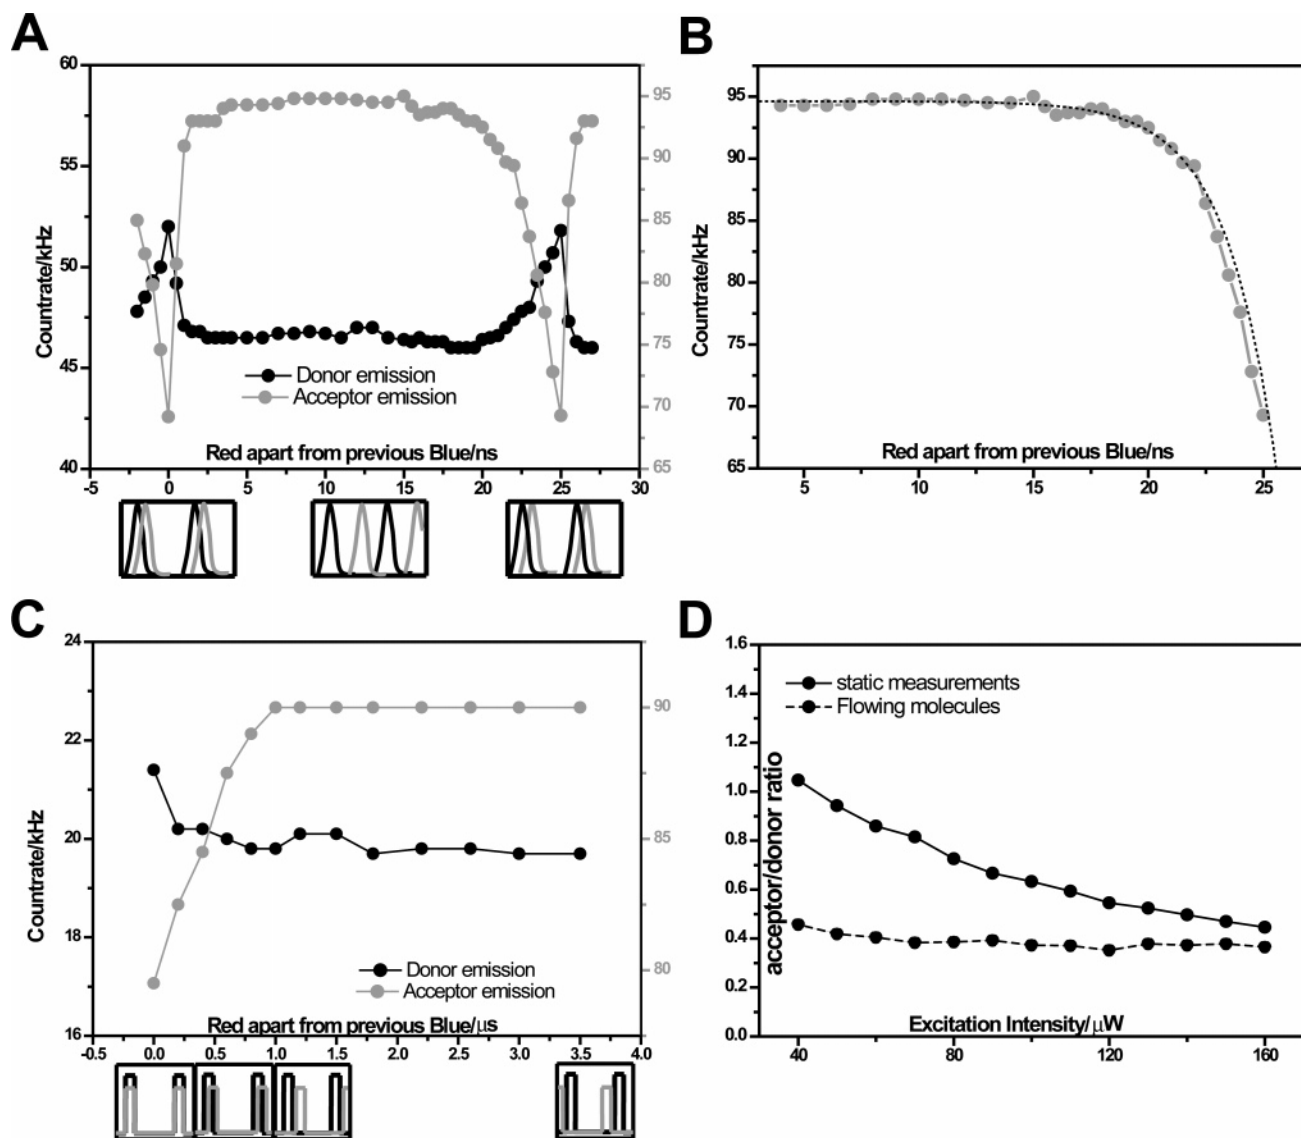 A
60
55
50
45
40
Countrate/kHz
95
90
85
80
75
70
65
Donor emission
Acceptor emission
Red apart from previous Blue/ns
-5 0 5 10 15 20 25 30
B
95
90
85
80
75
70
65
Countrate/kHz
Red apart from previous Blue/ns
5 10 15 20 25
C
24
22
20
18
16
Countrate/kHz
90
85
80
Donor emission
Acceptor emission
Red apart from previous Blue/μs
-0.5 0.0 0.5 1.0 1.5 2.0 2.5 3.0 3.5 4.0
D
1.6
1.4
1.2
1.0
0.8
0.6
0.4
0.2
0.0
acceptor/donor ratio
static measurements
Flowing molecules
Excitation Intensity/μW
40 80 120 160